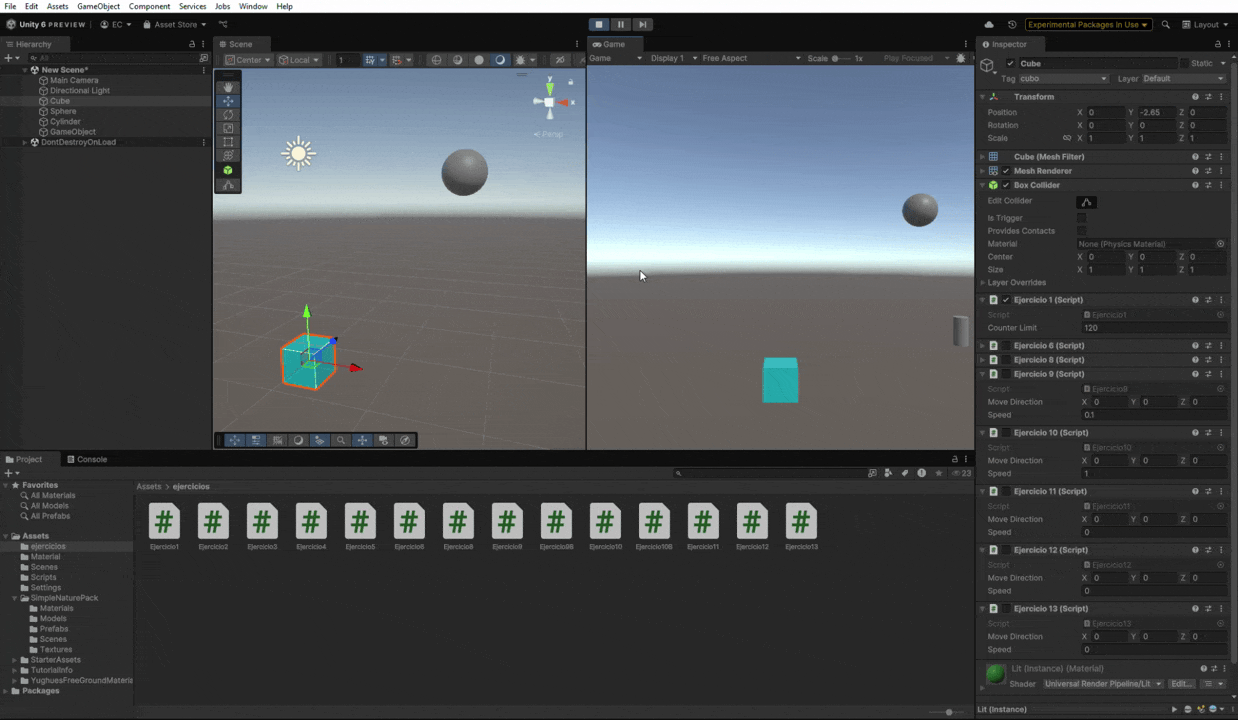 File Edit Assets GameObject Component Services Jobs Window Help
Unity 6 PREVIEW EC Asset Store Experimental Packages In Use Layout
Hierarchy
All
New Scene*
Main Camera
Directional Light
Cube
Sphere
Cylinder
GameObject
DontDestroyOnLoad
Scene
Center Local 1 2D
y
x
Persp
Game
Game Display 1 Free Aspect Scale 1x Play Focused
Inspector
Cube Static
Tag cubo Layer Default
Transform
Position X 0 Y -2.65 Z 0
Rotation X 0 Y 0 Z 0
Scale X 1 Y 1 Z 1
Cube (Mesh Filter)
Mesh Renderer
Box Collider
Edit Collider
Is Trigger
Provides Contacts
Material None (Physics Material)
Center X 0 Y 0 Z 0
Size X 1 Y 1 Z 1
Layer Overrides
Ejercicio 1 (Script)
Script Ejercicio1
Counter Limit 120
Ejercicio 6 (Script)
Ejercicio 8 (Script)
Ejercicio 9 (Script)
Script Ejercicio9
Move Direction X 0 Y 0 Z 0
Speed 0.1
Ejercicio 10 (Script)
Script Ejercicio10
Move Direction X 0 Y 0 Z 0
Speed 1
Ejercicio 11 (Script)
Script Ejercicio11
Move Direction X 0 Y 0 Z 0
Speed 0
Ejercicio 12 (Script)
Script Ejercicio12
Move Direction X 0 Y 0 Z 0
Speed 0
Ejercicio 13 (Script)
Script Ejercicio13
Move Direction X 0 Y 0 Z 0
Speed 0
Lit (Instance) (Material)
Shader Universal Render Pipeline/Lit Edit...
Lit (Instance)
Project Console
23
Favorites
All Materials
All Models
All Prefabs
Assets
ejercicios
Material
Scenes
Scripts
Settings
SimpleNaturePack
Materials
Models
Prefabs
Scenes
Textures
StarterAssets
TutorialInfo
YughuesFreeGroundMateria
Packages
Assets > ejercicios
Ejercicio1 Ejercicio2 Ejercicio3 Ejercicio4 Ejercicio5 Ejercicio6 Ejercicio8 Ejercicio9 Ejercicio9B Ejercicio10 Ejercicio10B Ejercicio11 Ejercicio12 Ejercicio13